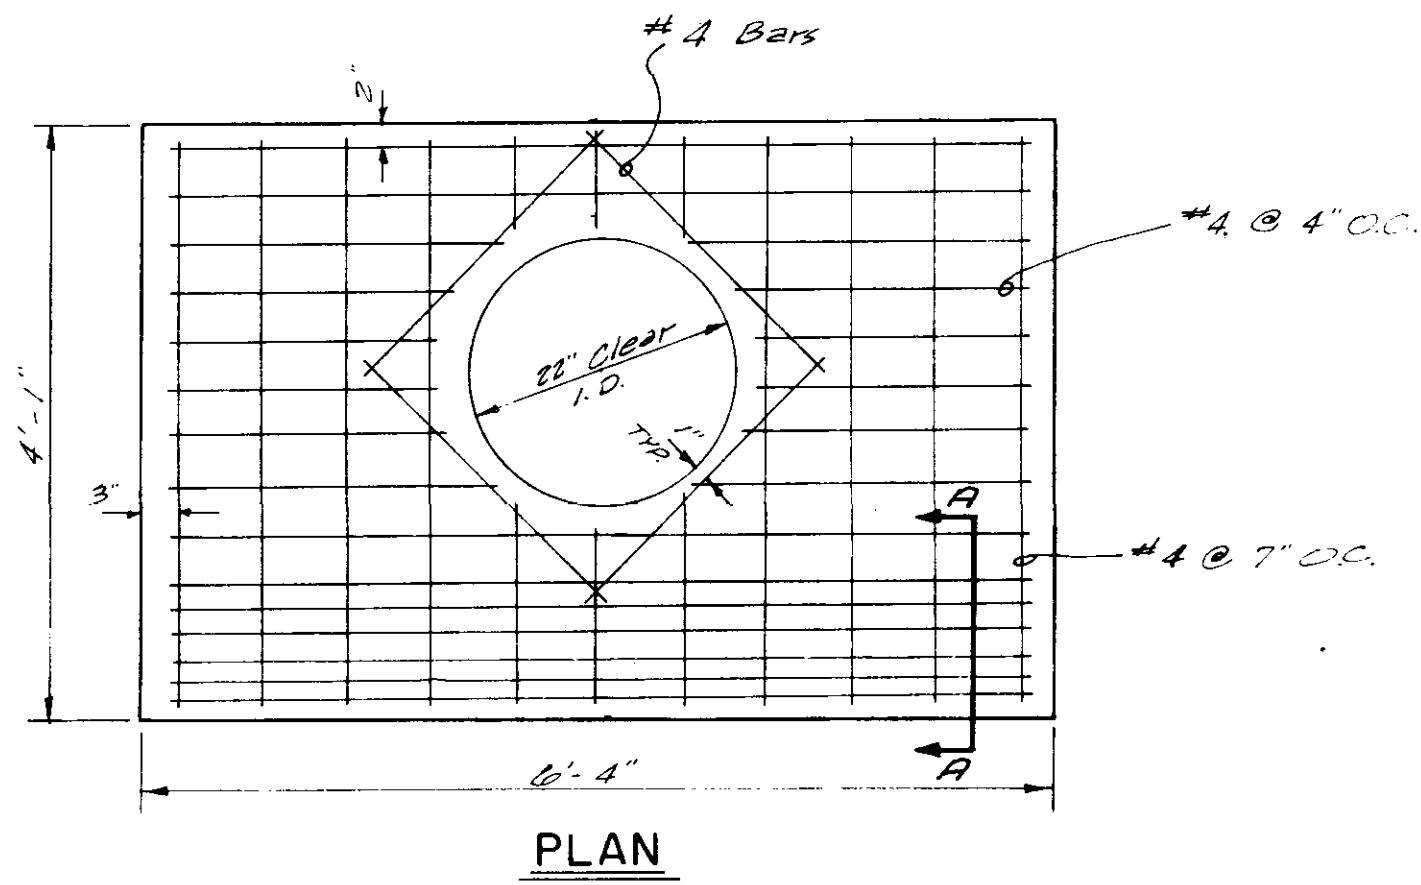 #4 Bars
2"
#4 @ 4" O.C.
22" Clear
I.D.
4'-1"
1"
TYP.
3"
A
#4 @ 7" O.C.
A
6'-4"
PLAN